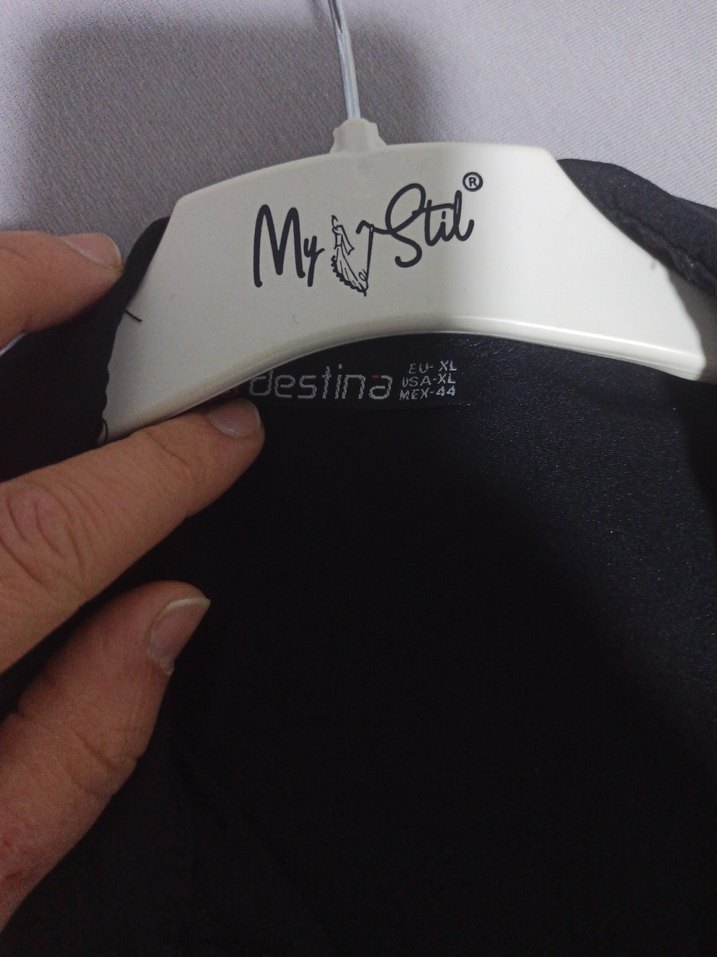 My Stil®
destina
EU- XL
USA-XL
MEX-44